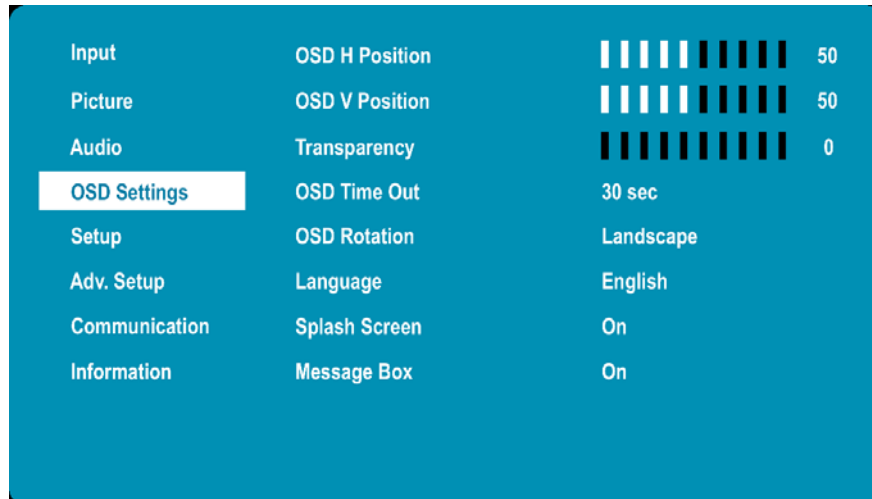 Input OSD H Position 50
Picture OSD V Position 50
Audio Transparency 0
OSD Settings OSD Time Out 30 sec
Setup OSD Rotation Landscape
Adv. Setup Language English
Communication Splash Screen On
Information Message Box On